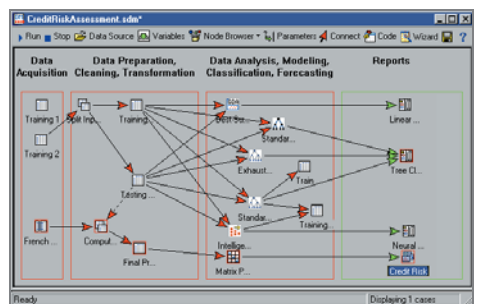 CreditRiskAssessment.sdm*
Run Stop Data Source Variables Node Browser Parameters Connect Code Wizard ?
Data Acquisition
Data Preparation, Cleaning, Transformation
Data Analysis, Modeling, Classification, Forecasting
Reports
Training 1
Split Inp...
Training...
Linear ...
Training 2
Standar...
Exhaust...
Tree Cl...
Train...
Testing...
Standar...
Training...
French ...
Comput...
Intellige...
Neural ...
Final Pr...
Matrix P...
Credit Risk
Ready
Displaying 1 cases